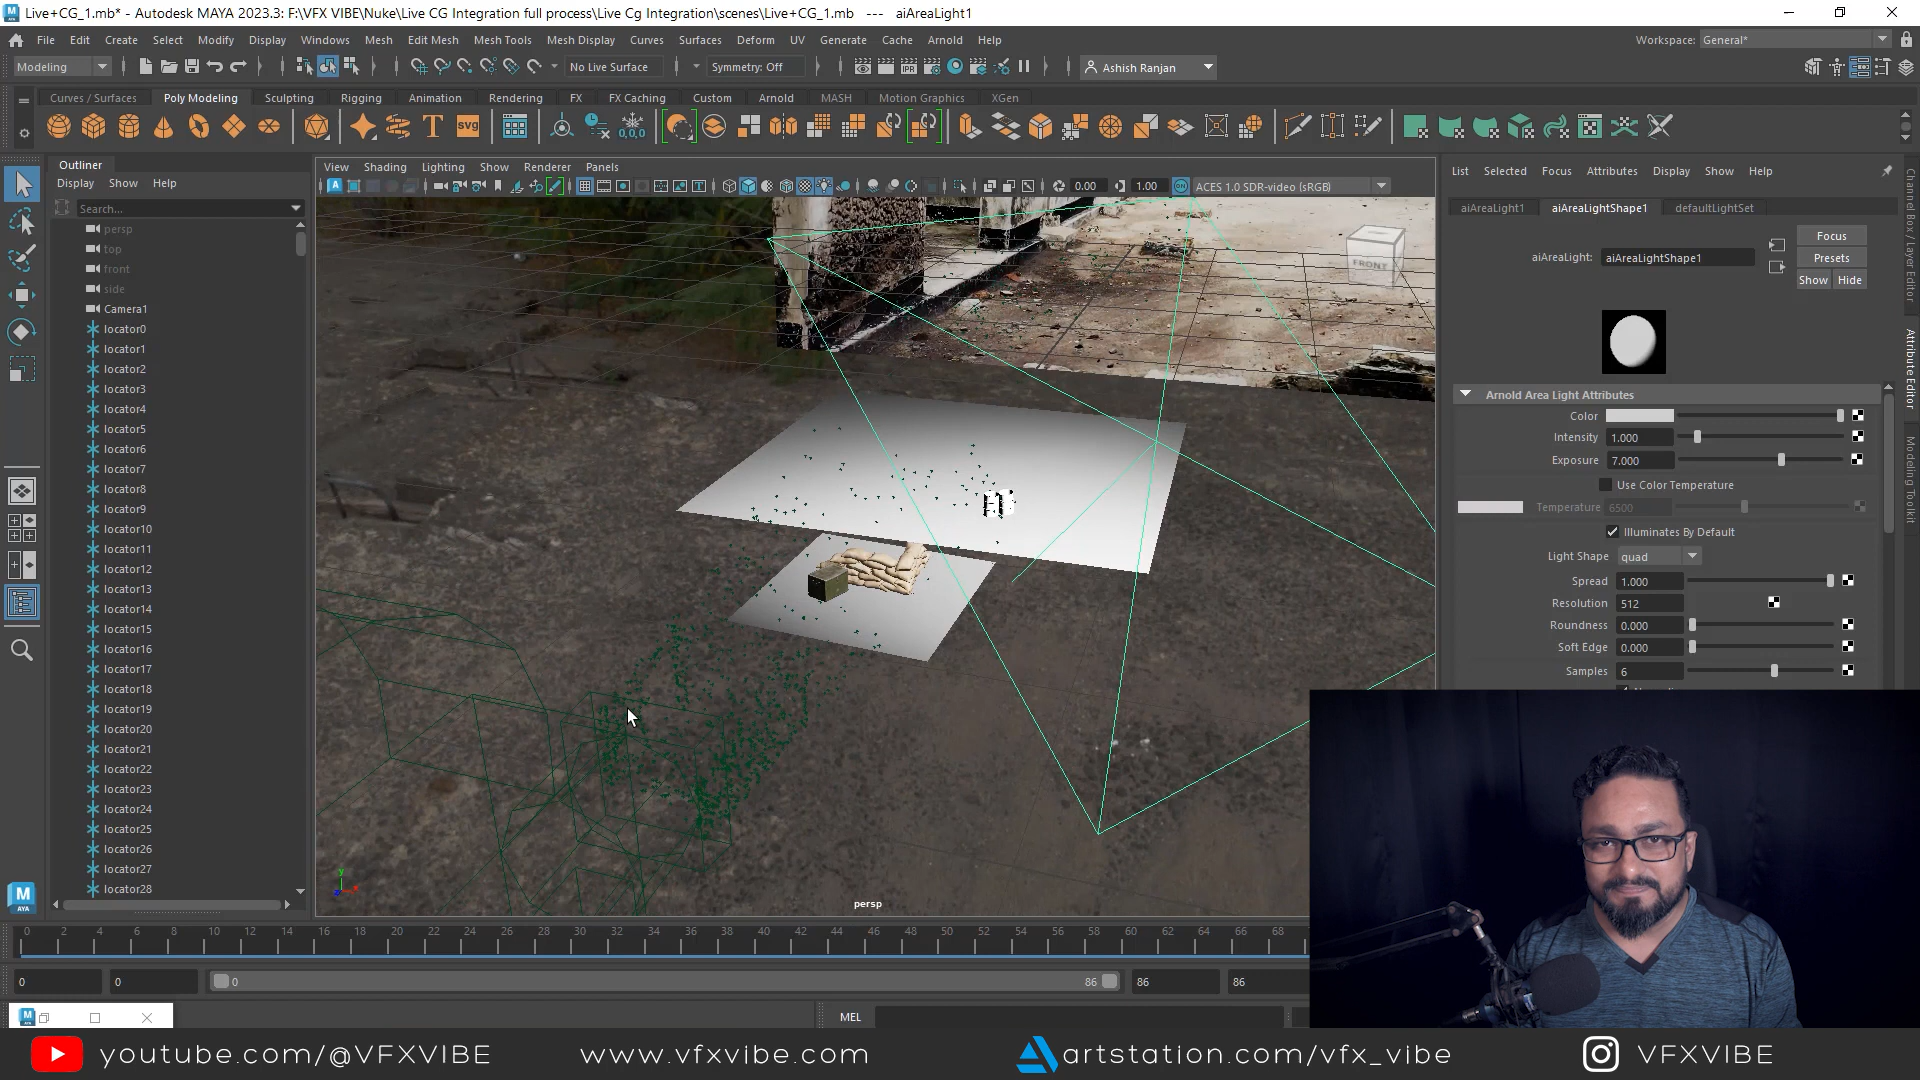 Live+CG_1.mb* - Autodesk MAYA 2023.3: F:\VFX VIBE\Nuke\Live CG Integration full process\Live Cg Integration\scenes\Live+CG_1.mb --- aiAreaLight1
File Edit Create Select Modify Display Windows Mesh Edit Mesh Mesh Tools Mesh Display Curves Surfaces Deform UV Generate Cache Arnold Help
Workspace: General*
Modeling
No Live Surface
Symmetry: Off
Ashish Ranjan
Curves / Surfaces Poly Modeling Sculpting Rigging Animation Rendering FX FX Caching Custom Arnold MASH Motion Graphics XGen
svg
0,0,0
Outliner
Display Show Help
Search...
persp
top
front
side
Camera1
locator0
locator1
locator2
locator3
locator4
locator5
locator6
locator7
locator8
locator9
locator10
locator11
locator12
locator13
locator14
locator15
locator16
locator17
locator18
locator19
locator20
locator21
locator22
locator23
locator24
locator25
locator26
locator27
locator28
View Shading Lighting Show Renderer Panels
0.00
1.00
ACES 1.0 SDR-video (sRGB)
FRONT
persp
List Selected Focus Attributes Display Show Help
aiAreaLight1 aiAreaLightShape1 defaultLightSet
aiAreaLight: aiAreaLightShape1
Focus
Presets
Show Hide
Arnold Area Light Attributes
Color
Intensity 1.000
Exposure 7.000
Use Color Temperature
Temperature 6500
Illuminates By Default
Light Shape quad
Spread 1.000
Resolution 512
Roundness 0.000
Soft Edge 0.000
Samples 6
Channel Box / Layer Editor
Attribute Editor
Modeling Toolkit
0 2 4 6 8 10 12 14 16 18 20 22 24 26 28 30 32 34 36 38 40 42 44 46 48 50 52 54 56 58 60 62 64 66 68
0 0 0 86 86 86
MEL
youtube.com/@VFXVIBE
www.vfxvibe.com
artstation.com/vfx_vibe
VFXVIBE